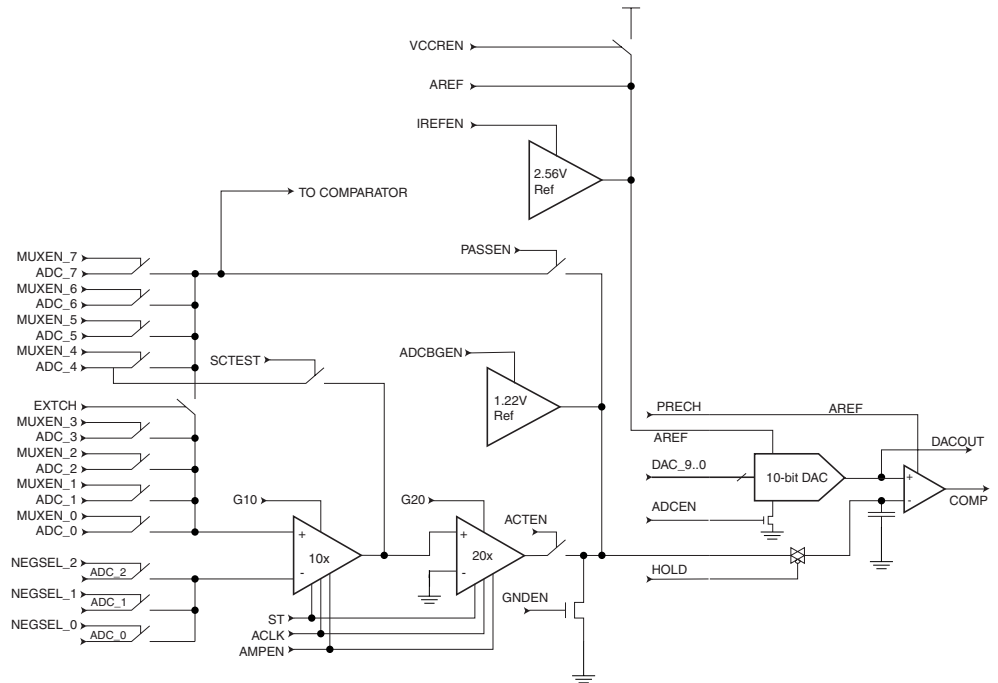 VCCREN
AREF
IREFEN
2.56V
Ref
TO COMPARATOR
PASSEN
MUXEN_7
ADC_7
MUXEN_6
ADC_6
MUXEN_5
ADC_5
MUXEN_4
ADC_4
SCTEST
ADCBGEN
1.22V
Ref
EXTCH
MUXEN_3
ADC_3
MUXEN_2
ADC_2
MUXEN_1
ADC_1
MUXEN_0
ADC_0
PRECH
AREF
AREF
DACOUT
DAC_9..0
10-bit DAC
+
-
COMP
G10
G20
ADCEN
ACTEN
+
10x
-
+
20x
-
NEGSEL_2
ADC_2
NEGSEL_1
ADC_1
NEGSEL_0
ADC_0
HOLD
GNDEN
ST
ACLK
AMPEN